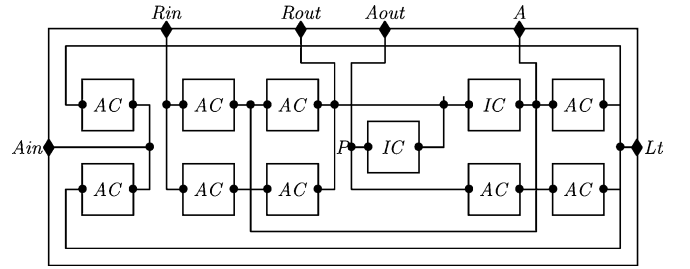 Rin Rout Aout A
AC AC AC IC AC
Ain P IC Lt
AC AC AC AC AC